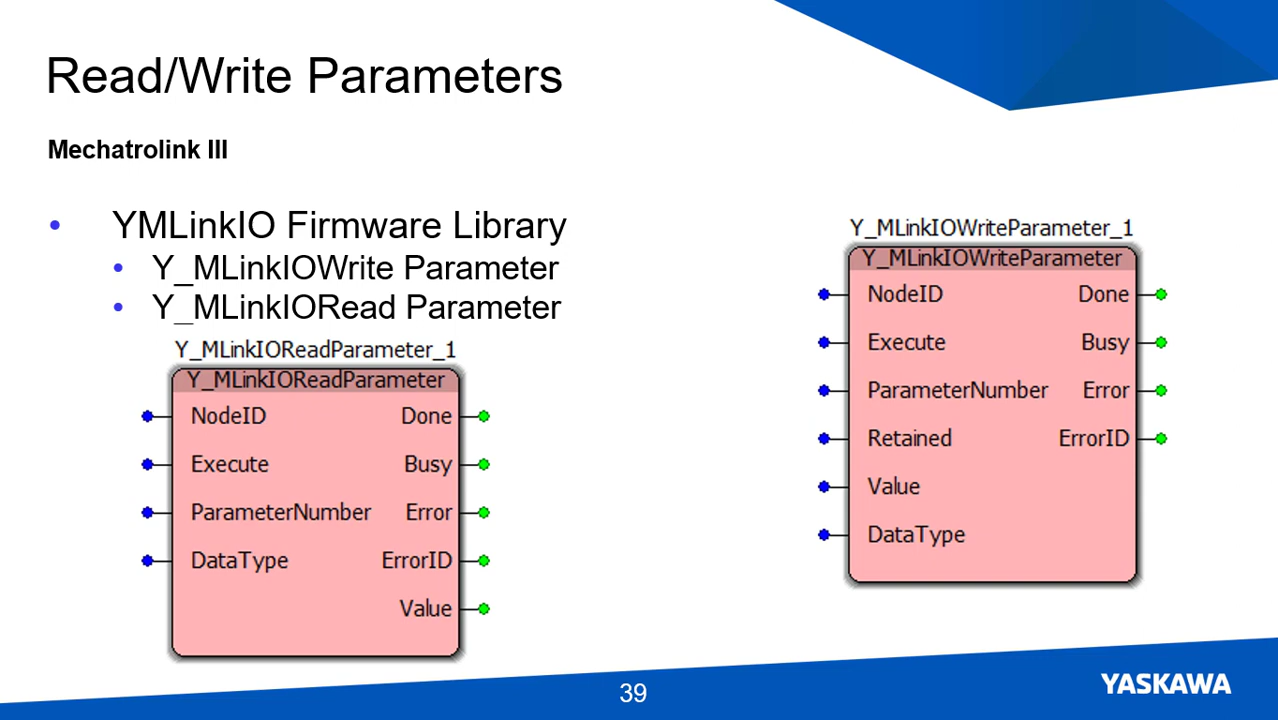 Read/Write Parameters
Mechatrolink III
• YMLinkIO Firmware Library
• Y_MLinkIOWrite Parameter
• Y_MLinkIORead Parameter
Y_MLinkIOReadParameter_1
Y_MLinkIOReadParameter
NodeID Done
Execute Busy
ParameterNumber Error
DataType ErrorID
Value
Y_MLinkIOWriteParameter_1
Y_MLinkIOWriteParameter
NodeID Done
Execute Busy
ParameterNumber Error
Retained ErrorID
Value
DataType
39
YASKAWA